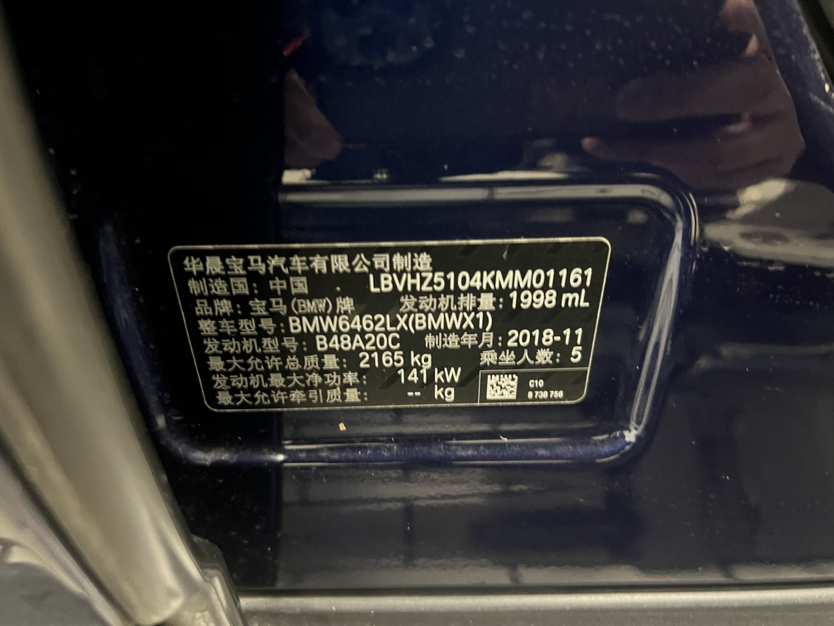 华晨宝马汽车有限公司制造
制造国: 中国 LBVHZ5104KMM01161
品牌: 宝马(BMW)牌 发动机排量: 1998 mL
整车型号: BMW6462LX(BMWX1)
发动机型号: B48A20C 制造年月: 2018-11
最大允许总质量: 2165 kg 乘坐人数: 5
发动机最大净功率: 141 kW
最大允许牵引质量: -- kg
C10
8 738 756